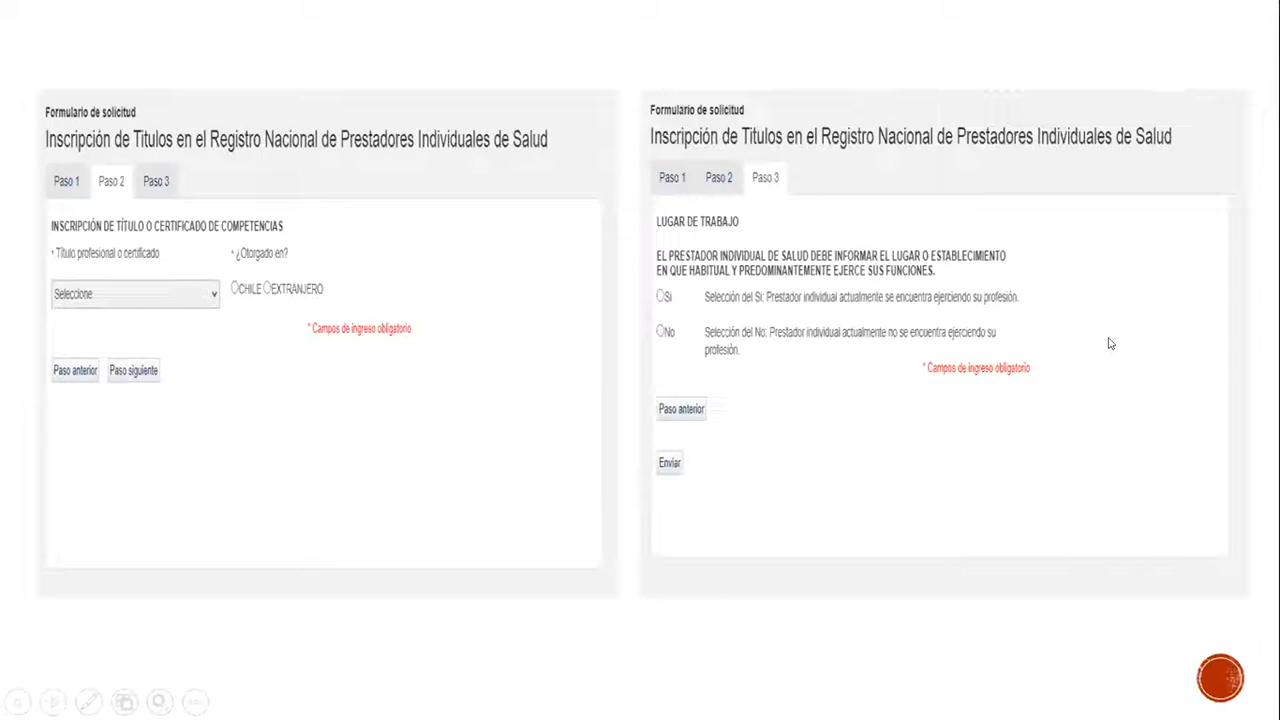 Formulario de solicitud
Inscripción de Titulos en el Registro Nacional de Prestadores Individuales de Salud
Paso 1 Paso 2 Paso 3
INSCRIPCIÓN DE TÍTULO O CERTIFICADO DE COMPETENCIAS
* Título profesional o certificado * ¿Otorgado en?
Seleccione CHILE EXTRANJERO
* Campos de ingreso obligatorio
Paso anterior Paso siguiente
Formulario de solicitud
Inscripción de Titulos en el Registro Nacional de Prestadores Individuales de Salud
Paso 1 Paso 2 Paso 3
LUGAR DE TRABAJO
EL PRESTADOR INDIVIDUAL DE SALUD DEBE INFORMAR EL LUGAR O ESTABLECIMIENTO
EN QUE HABITUAL Y PREDOMINANTEMENTE EJERCE SUS FUNCIONES.
Si Selección del Si: Prestador individual actualmente se encuentra ejerciendo su profesión.
No Selección del No: Prestador individual actualmente no se encuentra ejerciendo su
profesión.
* Campos de ingreso obligatorio
Paso anterior
Enviar